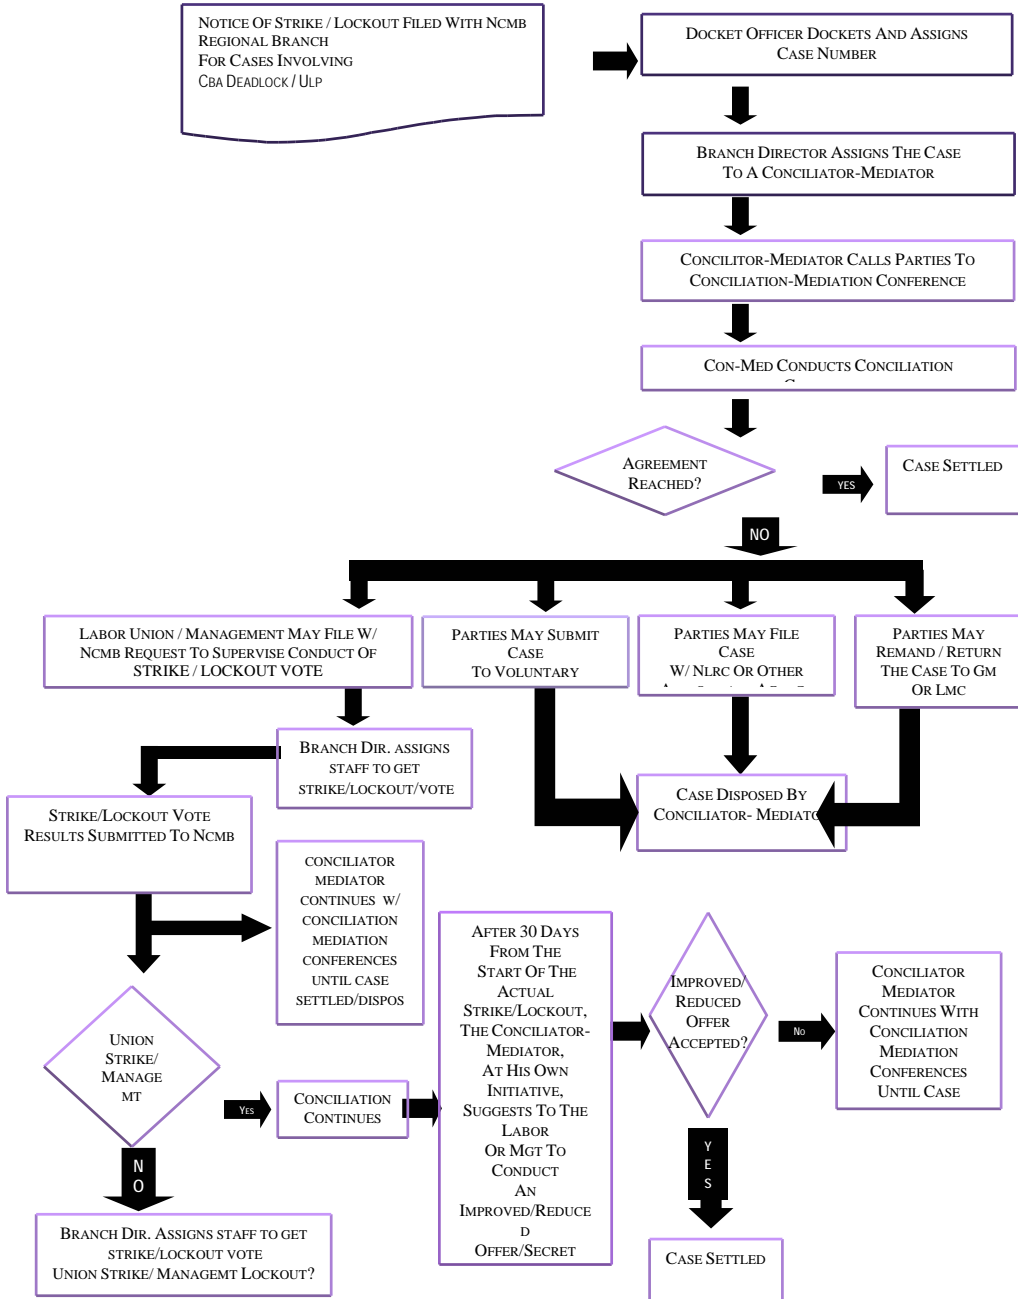 Notice Of Strike / Lockout Filed With Ncmb
Regional Branch
For Cases Involving
Cba Deadlock / Ulp
Docket Officer Dockets And Assigns
Case Number
Branch Director Assigns The Case
To A Conciliator-Mediator
Concilitor-Mediator Calls Parties To
Conciliation-Mediation Conference
Con-Med Conducts Conciliation
Agreement
Reached?
YES
Case Settled
NO
Labor Union / Management May File W/
Ncmb Request To Supervise Conduct Of
STRIKE / LOCKOUT VOTE
Parties May Submit
Case
To Voluntary
Parties May File
Case
W/ Nlrc Or Other
Parties May
Remand / Return
The Case To Gm
Or Lmc
Branch Dir. assigns
staff to get
strike/lockout/vote
Case Disposed By
Conciliator- Mediato
Strike/Lockout Vote
Results Submitted To Ncmb
conciliator
mediator
continues w/
conciliation
mediation
conferences
until case
settled/dispos
After 30 Days
From The
Start Of The
Actual
Strike/Lockout,
The Conciliator-
Mediator,
At His Own
Initiative,
Suggests To The
Labor
Or Mgt To
Conduct
An
Improved/Reduce
d
Offer/Secret
Improved/
Reduced
Offer
Accepted?
No
Conciliator
Mediator
Continues With
Conciliation
Mediation
Conferences
Until Case
Union
Strike/
Manage
mt
Yes
Conciliation
Continues
Y
E
S
N
O
Branch Dir. Assigns staff to get
strike/lockout vote
Union Strike/ Managemt Lockout?
Case Settled